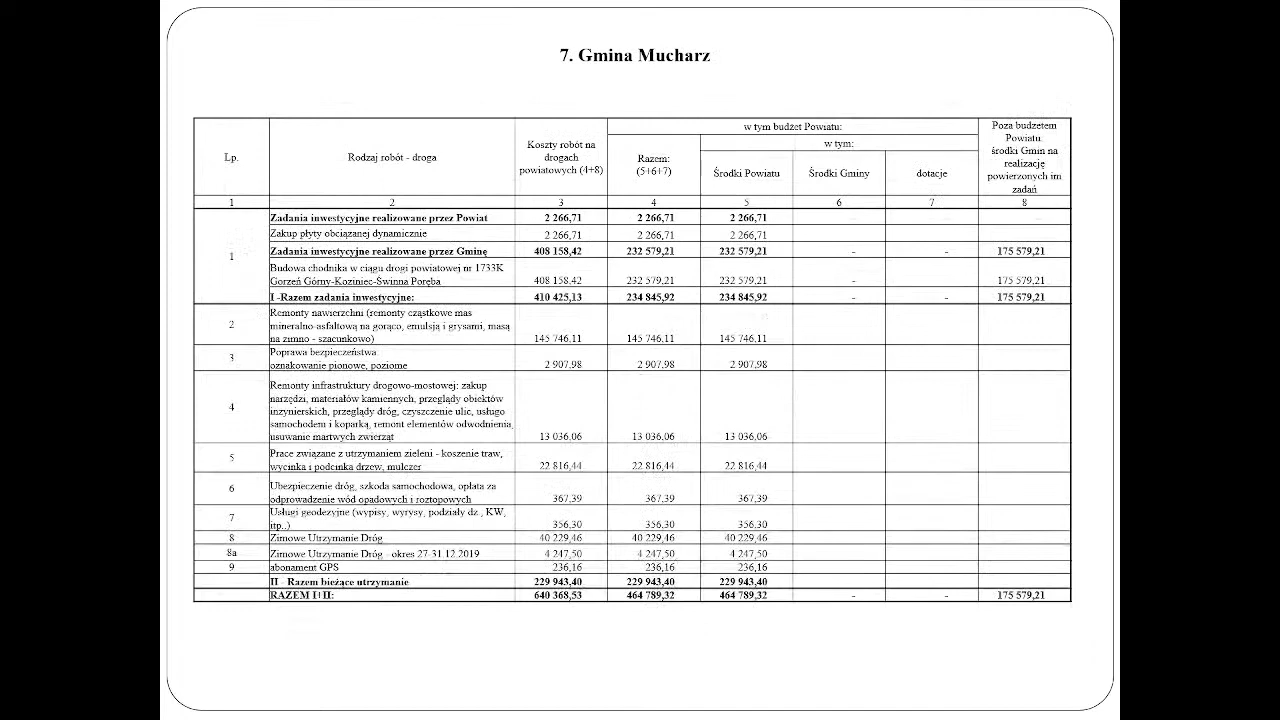 7. Gmina Mucharz
Lp.
Rodzaj robót - droga
Koszty robót na
drogach
powiatowych (4+8)
w tym budżet Powiatu:
Razem:
(5+6+7)
w tym:
Środki Powiatu
Środki Gminy
dotacje
Poza budżetem
Powiatu.
środki Gmin na
realizację
powierzonych im
zadań
1 2 3 4 5 6 7 8
Zadania inwestycyjne realizowane przez Powiat 2 266,71 2 266,71 2 266,71 - - -
Zakup płyty obciążanej dynamicznie 2 266,71 2 266,71 2 266,71
1
Zadania inwestycyjne realizowane przez Gminę 408 158,42 232 579,21 232 579,21 - - 175 579,21
Budowa chodnika w ciągu drogi powiatowej nr 1733K
Gorzeń Górny-Koziniec-Świnna Poręba 408 158,42 232 579,21 232 579,21 - 175 579,21
I -Razem zadania inwestycyjne: 410 425,13 234 845,92 234 845,92 - - 175 579,21
2
Remonty nawierzchni (remonty cząstkowe mas
mineralno-asfaltową na gorąco, emulsją i grysami, masą
na zimno - szacunkowo) 145 746,11 145 746,11 145 746,11
3
Poprawa bezpieczeństwa
oznakowanie pionowe, poziome 2 907,98 2 907,98 2 907,98
4
Remonty infrastruktury drogowo-mostowej: zakup
narzędzi, materiałów kamiennych, przeglądy obiektów
inżynierskich, przeglądy dróg, czyszczenie ulic, usługo
samochodem i koparką, remont elementów odwodnienia,
usuwanie martwych zwierząt 13 036,06 13 036,06 13 036,06
5
Prace związane z utrzymaniem zieleni - koszenie traw,
wycinka i podcinka drzew, mulczer 22 816,44 22 816,44 22 816,44
6
Ubezpieczenie dróg, szkoda samochodowa, opłata za
odprowadzenie wód opadowych i roztopowych 367,39 367,39 367,39
7
Usługi geodezyjne (wypisy, wyrysy, podziały dz., KW,
itp..) 356,30 356,30 356,30
8 Zimowe Utrzymanie Dróg 40 229,46 40 229,46 40 229,46
8a Zimowe Utrzymanie Dróg - okres 27-31.12.2019 4 247,50 4 247,50 4 247,50
9 abonament GPS 236,16 236,16 236,16
II - Razem bieżące utrzymanie 229 943,40 229 943,40 229 943,40
RAZEM I+II: 640 368,53 464 789,32 464 789,32 - - 175 579,21